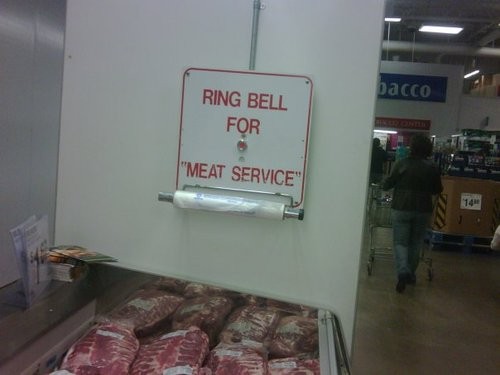 RING BELL
FOR
"MEAT SERVICE"
bacco
14